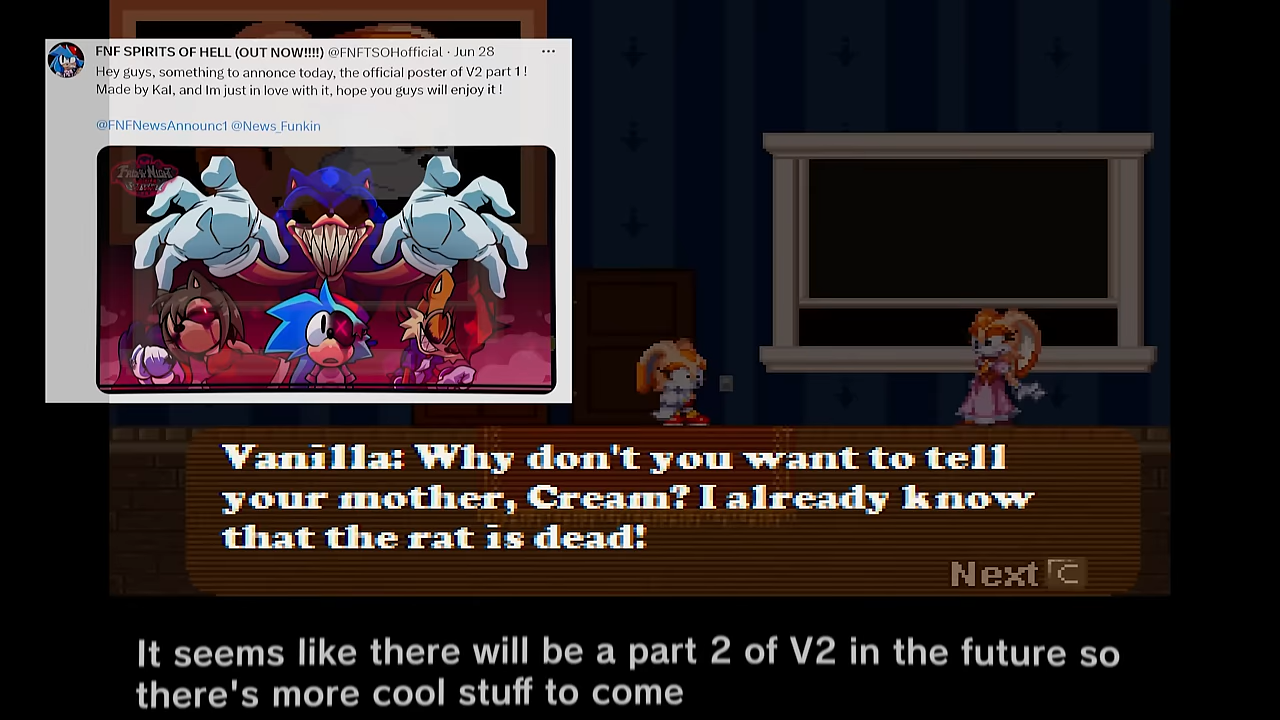 FNF SPIRITS OF HELL (OUT NOW!!!!) @FNFTSOHofficial · Jun 28 ...
Hey guys, something to annonce today, the official poster of V2 part 1 !
Made by Kal, and Im just in love with it, hope you guys will enjoy it !
@FNFNewsAnnounc1 @News_Funkin
Friday Night
Vanilla: Why don't you want to tell
your mother, Cream? I already know
that the rat is dead!
Next C
It seems like there will be a part 2 of V2 in the future so
there's more cool stuff to come